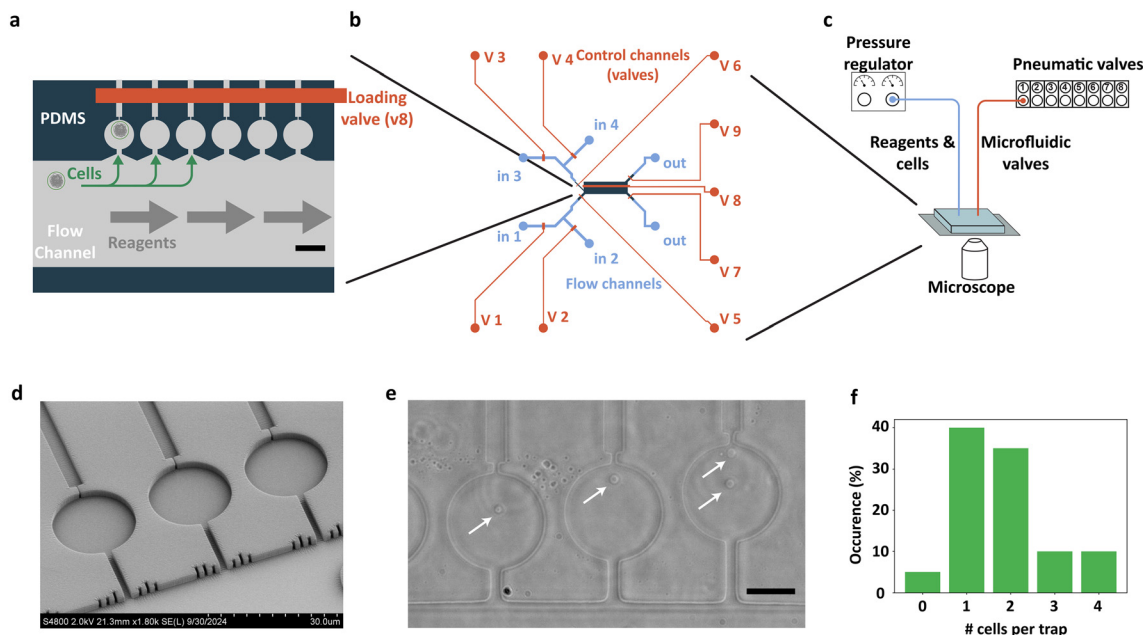 a
PDMS
Loading
valve (v8)
Cells
Flow
Channel
Reagents
b
V 3
V 4
Control channels
(valves)
V 6
in 4
V 9
in 3
out
V 8
in 1
in 2
out
V 7
Flow channels
V 1
V 2
V 5
c
Pressure
regulator
Pneumatic valves
1 2 3 4 5 6 7 8
Reagents &
cells
Microfluidic
valves
Microscope
d
S4800 2.0kV 21.3mm x1.80k SE(L) 9/30/2024
30.0um
e
f
Occurence (%)
40
30
20
10
0
0 1 2 3 4
# cells per trap